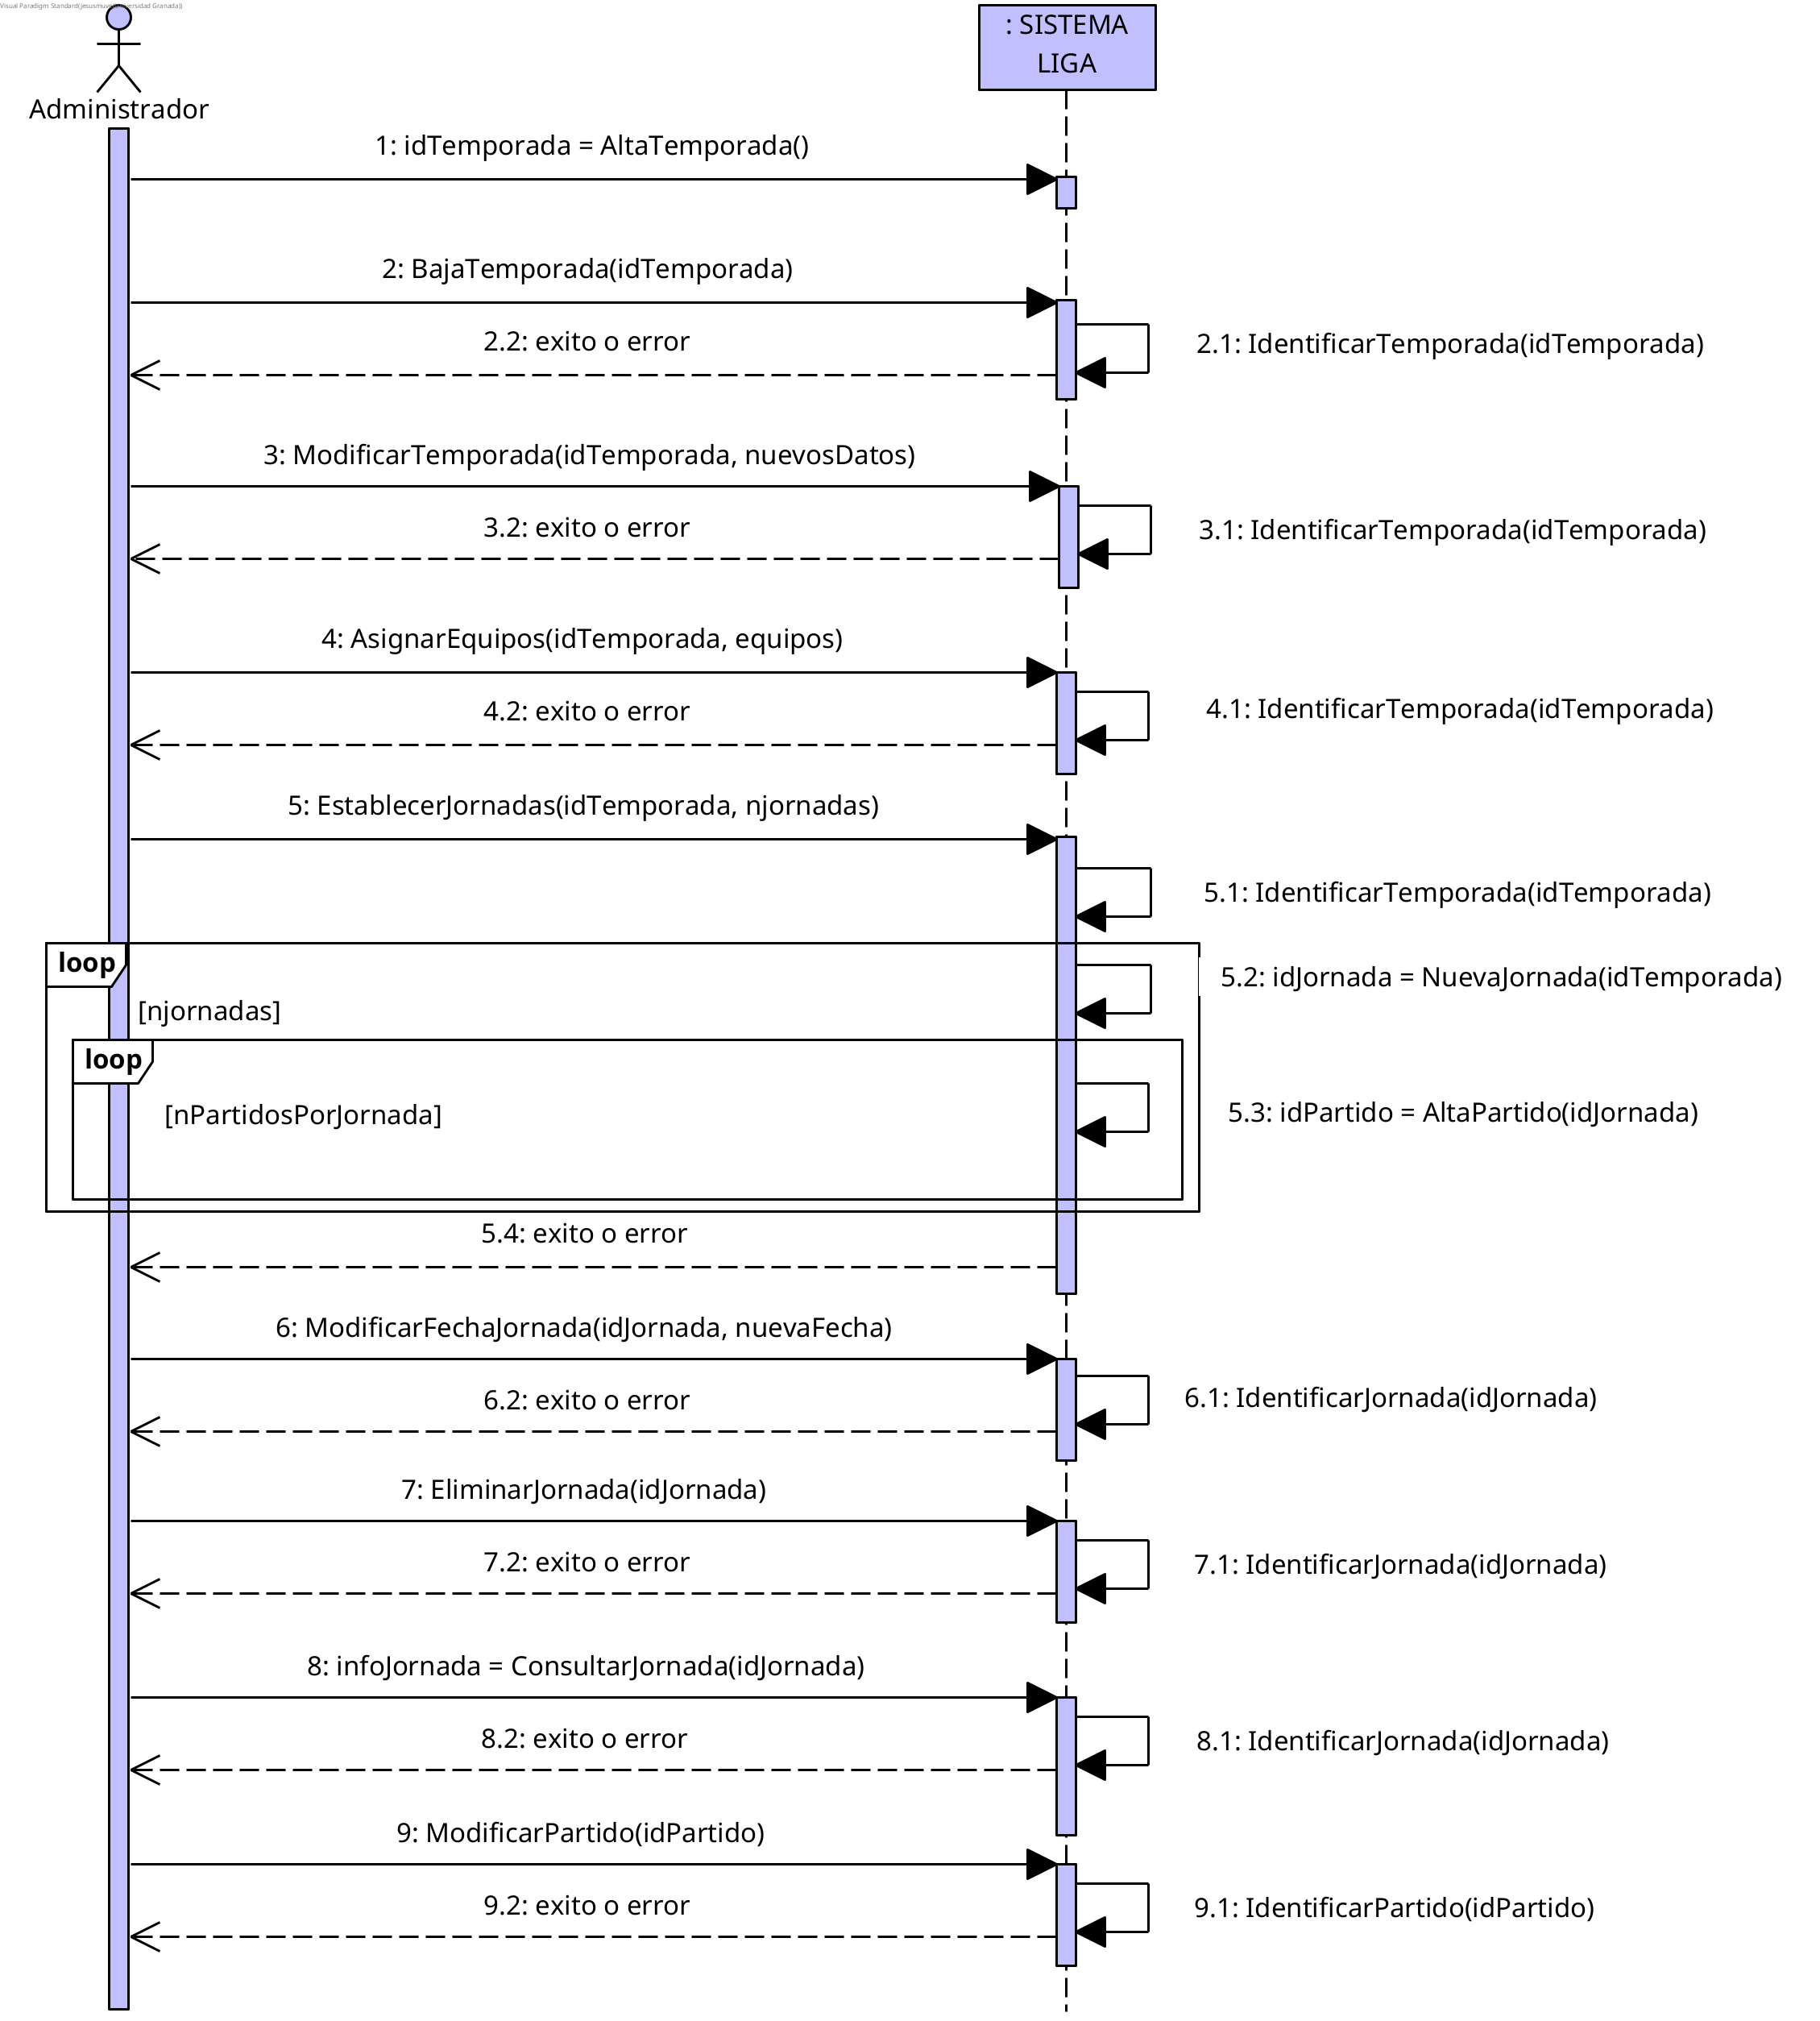 Visual Paradigm Standard(jesusmuv(Universidad Granada))
: SISTEMA
LIGA
Administrador
1: idTemporada = AltaTemporada()
2: BajaTemporada(idTemporada)
2.2: exito o error
2.1: IdentificarTemporada(idTemporada)
3: ModificarTemporada(idTemporada, nuevosDatos)
3.2: exito o error
3.1: IdentificarTemporada(idTemporada)
4: AsignarEquipos(idTemporada, equipos)
4.2: exito o error
4.1: IdentificarTemporada(idTemporada)
5: EstablecerJornadas(idTemporada, njornadas)
5.1: IdentificarTemporada(idTemporada)
loop
5.2: idJornada = NuevaJornada(idTemporada)
[njornadas]
loop
[nPartidosPorJornada]
5.3: idPartido = AltaPartido(idJornada)
5.4: exito o error
6: ModificarFechaJornada(idJornada, nuevaFecha)
6.2: exito o error
6.1: IdentificarJornada(idJornada)
7: EliminarJornada(idJornada)
7.2: exito o error
7.1: IdentificarJornada(idJornada)
8: infoJornada = ConsultarJornada(idJornada)
8.2: exito o error
8.1: IdentificarJornada(idJornada)
9: ModificarPartido(idPartido)
9.2: exito o error
9.1: IdentificarPartido(idPartido)